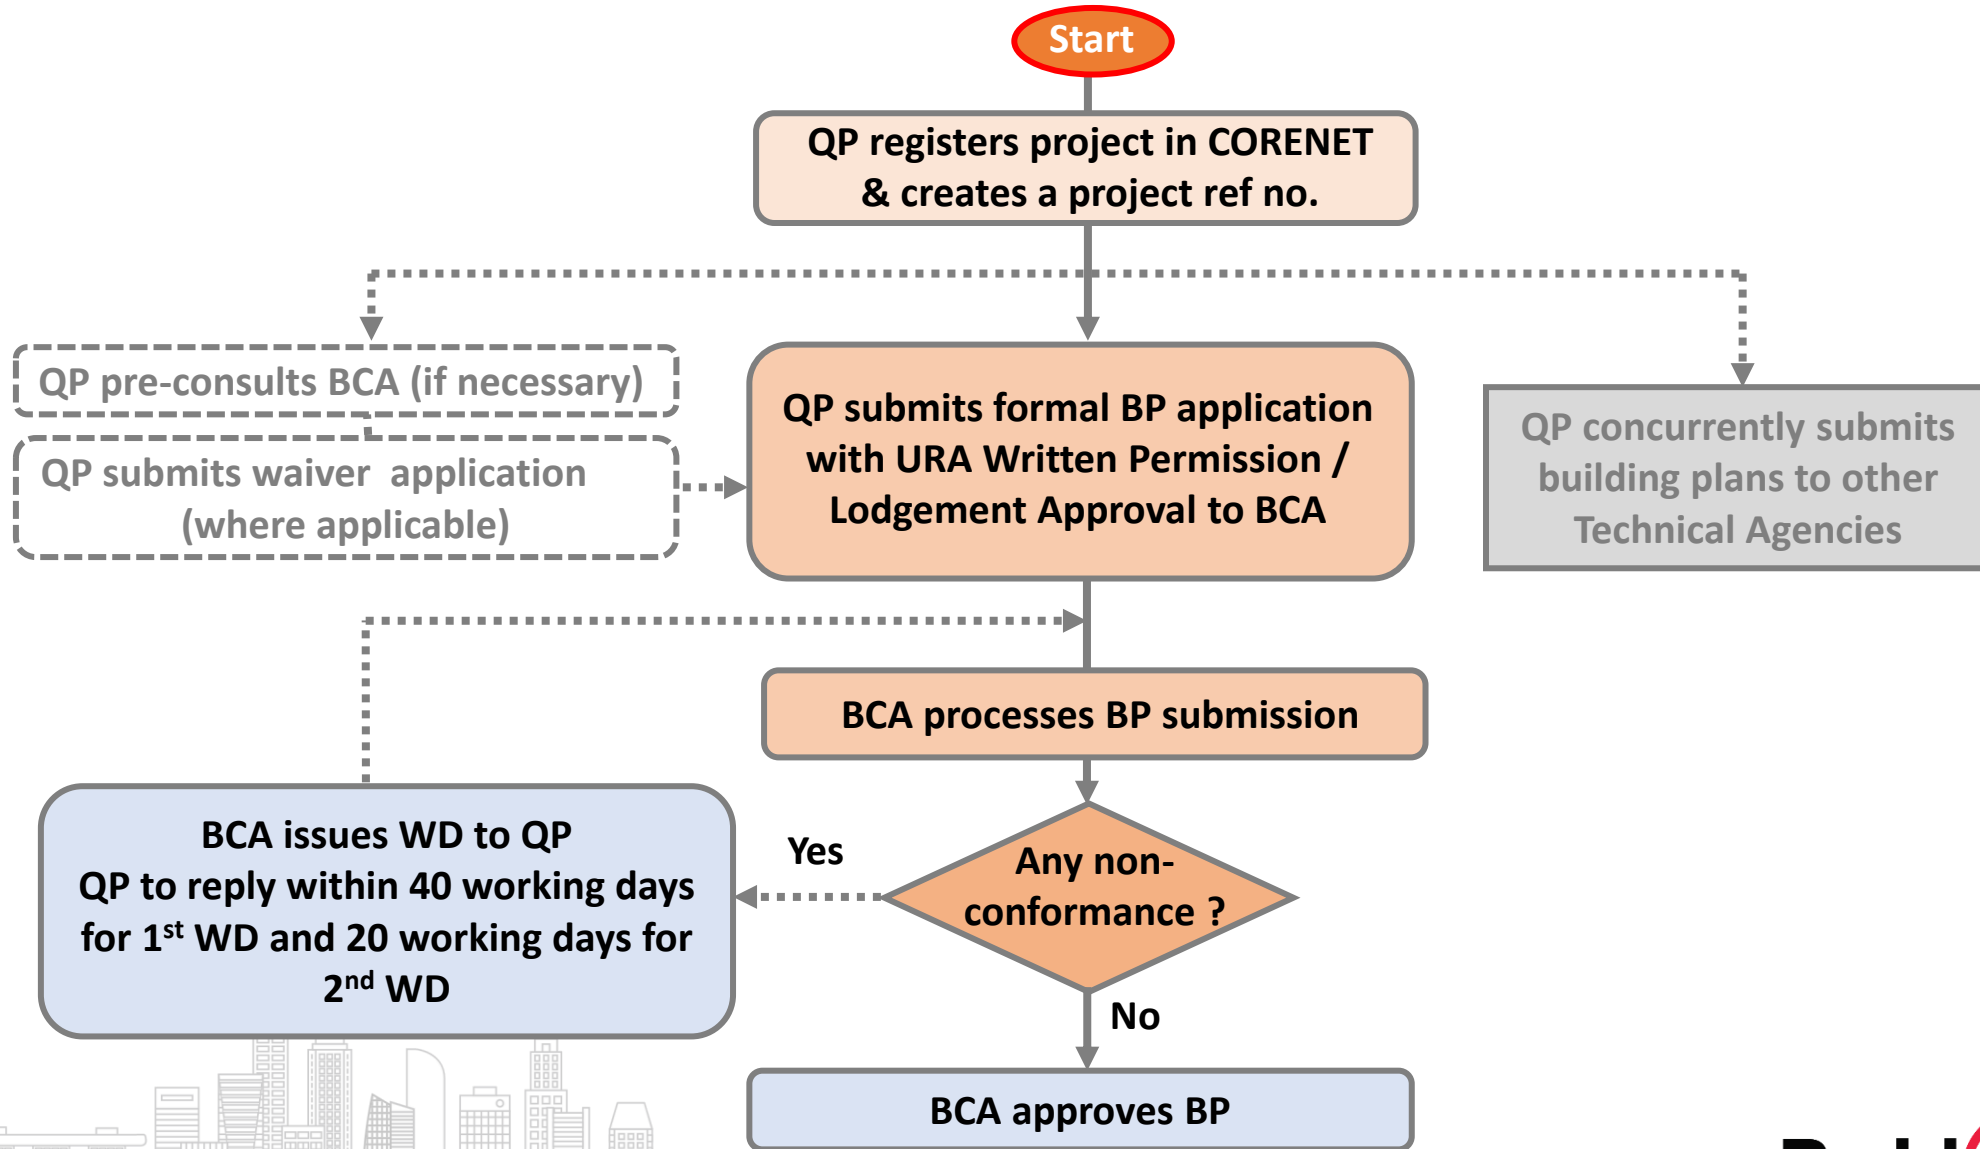 Start
QP registers project in CORENET
& creates a project ref no.
QP pre-consults BCA (if necessary)
QP submits waiver application
(where applicable)
QP submits formal BP application
with URA Written Permission /
Lodgement Approval to BCA
QP concurrently submits
building plans to other
Technical Agencies
BCA processes BP submission
BCA issues WD to QP
QP to reply within 40 working days
for 1st WD and 20 working days for
2nd WD
Yes
Any non-
conformance ?
No
BCA approves BP